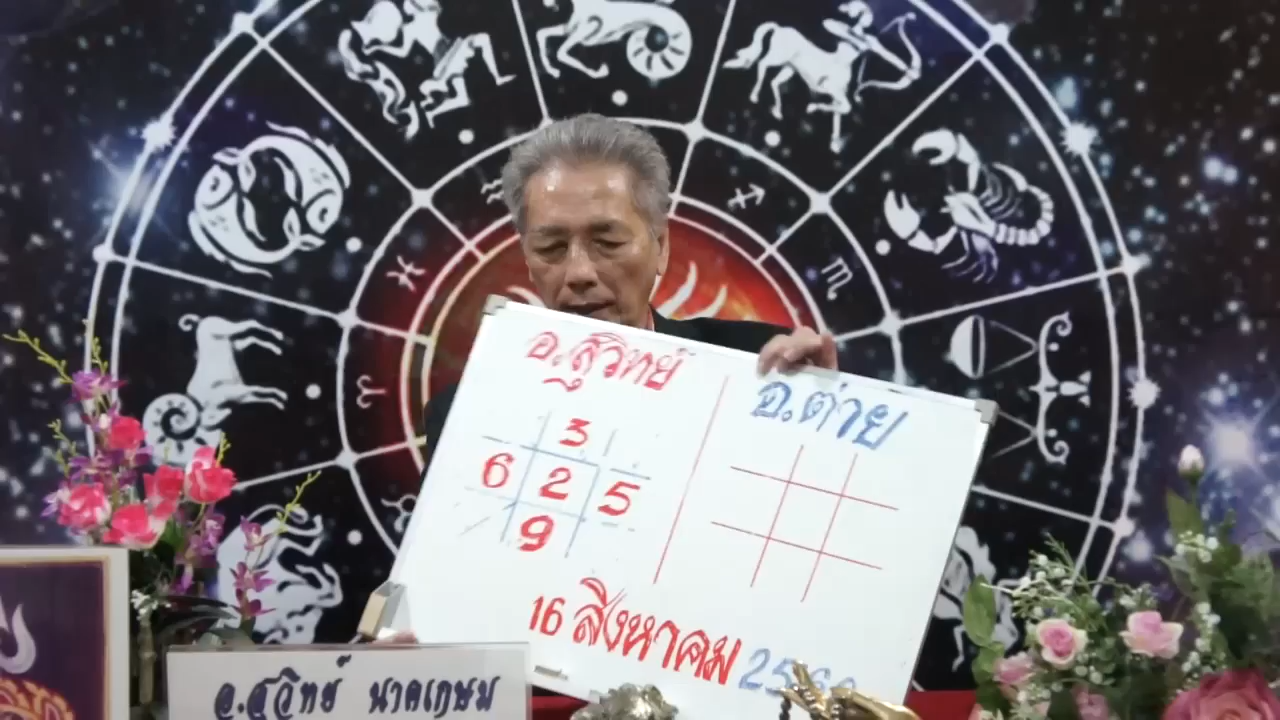 อ.สุวิทย์
อ.ต่าย
3
6 2 5
9
16 สิงหาคม
อ.สุวิทย์ นาคเกษม